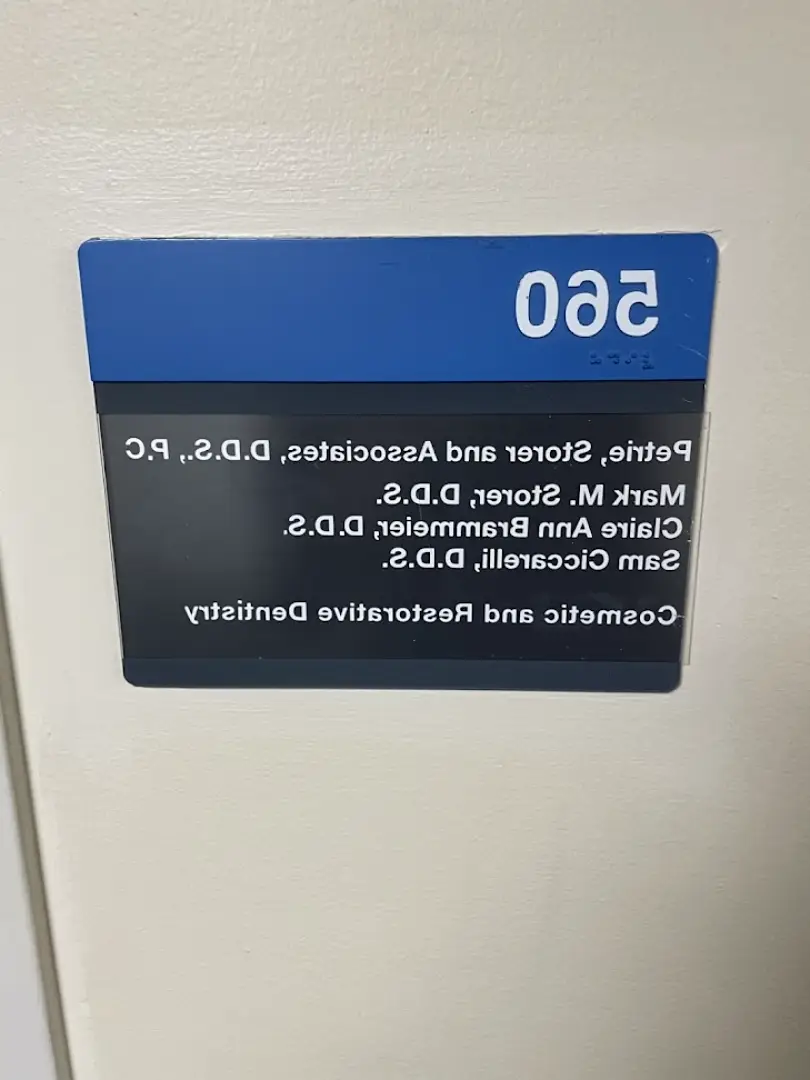 560
Petrie, Storer and Associates, D.D.S., P.C
Mark M. Storer, D.D.S.
Claire Ann Brammeier, D.D.S.
Sam Ciccarelli, D.D.S.
Cosmetic and Restorative Dentistry